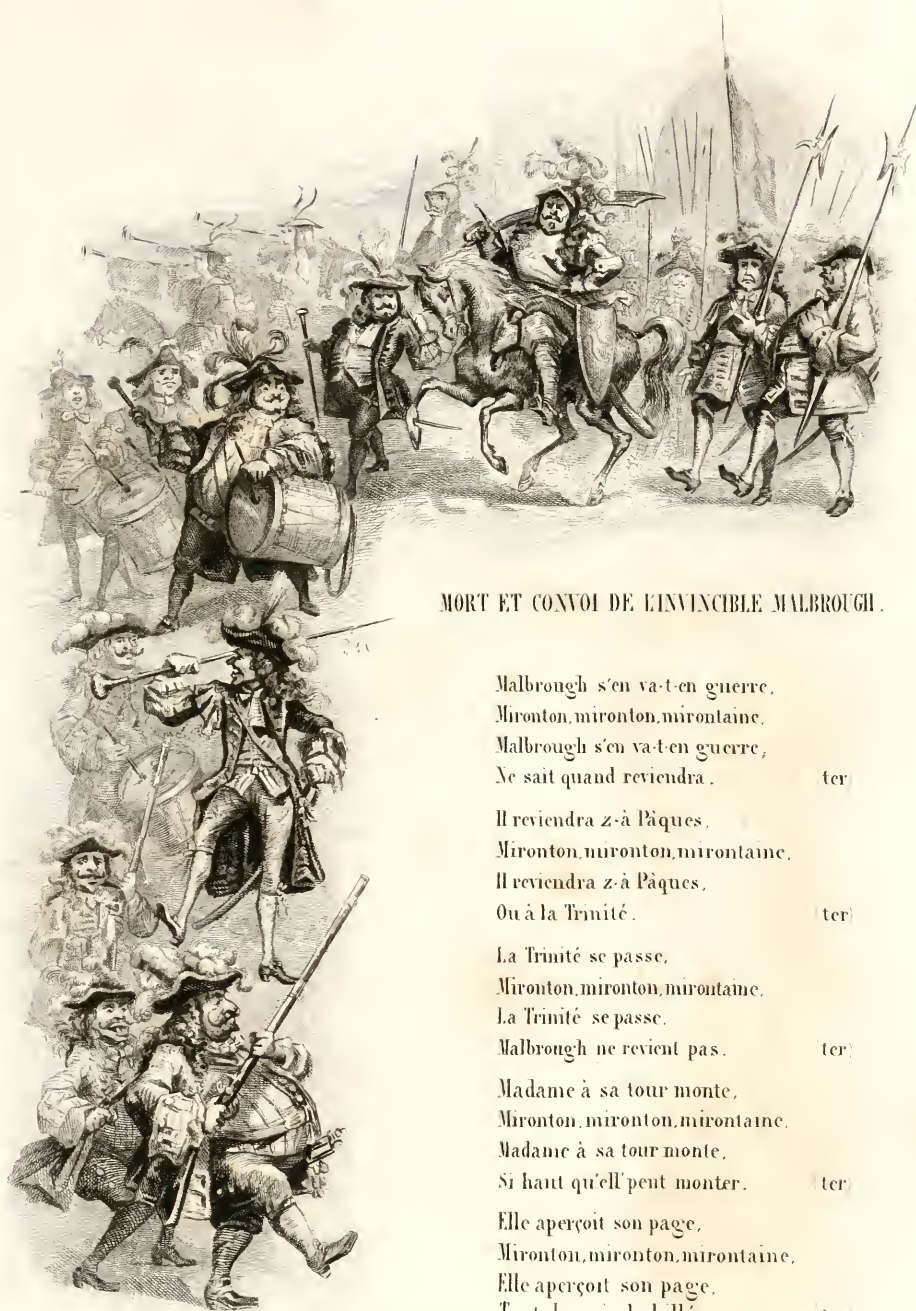 MORT ET CONVOI DE L'INVINCIBLE MALBROUGH.
Malbrough s'en va-t-en guerre,
Mironton, mironton, mirontaine,
Malbrough s'en va-t-en guerre,
Ne sait quand reviendra. (ter)
Il reviendra z-à Pâques,
Mironton, mironton, mirontaine,
Il reviendra z-à Pâques,
Ou à la Trinité. (ter)
La Trinité se passe,
Mironton, mironton, mirontaine,
La Trinité se passe,
Malbrough ne revient pas. (ter)
Madame à sa tour monte,
Mironton, mironton, mirontaine,
Madame à sa tour monte,
Si haut qu'ell' peut monter. (ter)
Elle aperçoit son page,
Mironton, mironton, mirontaine,
Elle aperçoit son page,